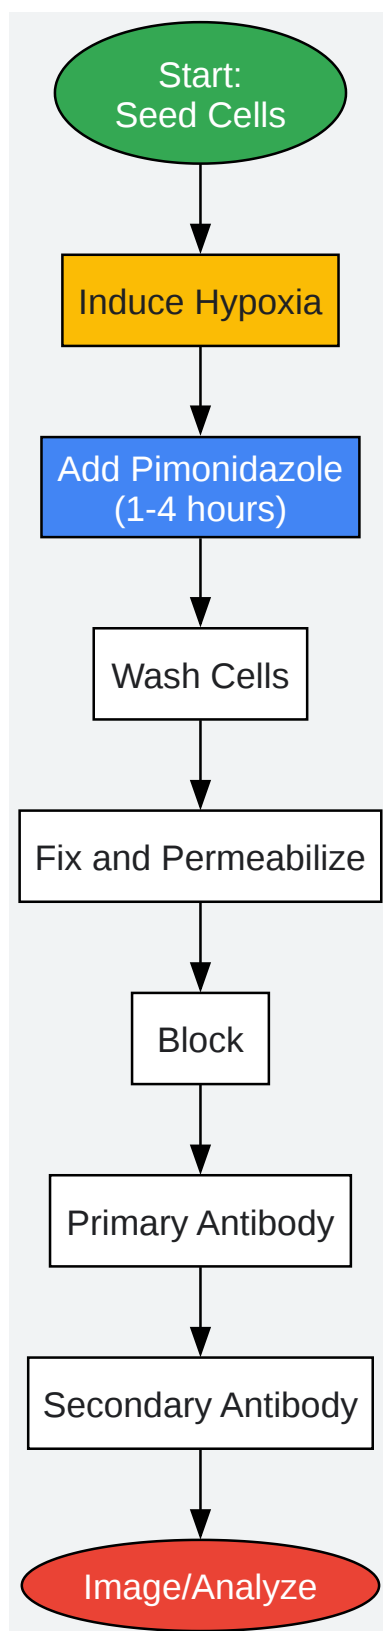 Start:
Seed Cells
Induce Hypoxia
Add Pimonidazole
(1-4 hours)
Wash Cells
Fix and Permeabilize
Block
Primary Antibody
Secondary Antibody
Image/Analyze